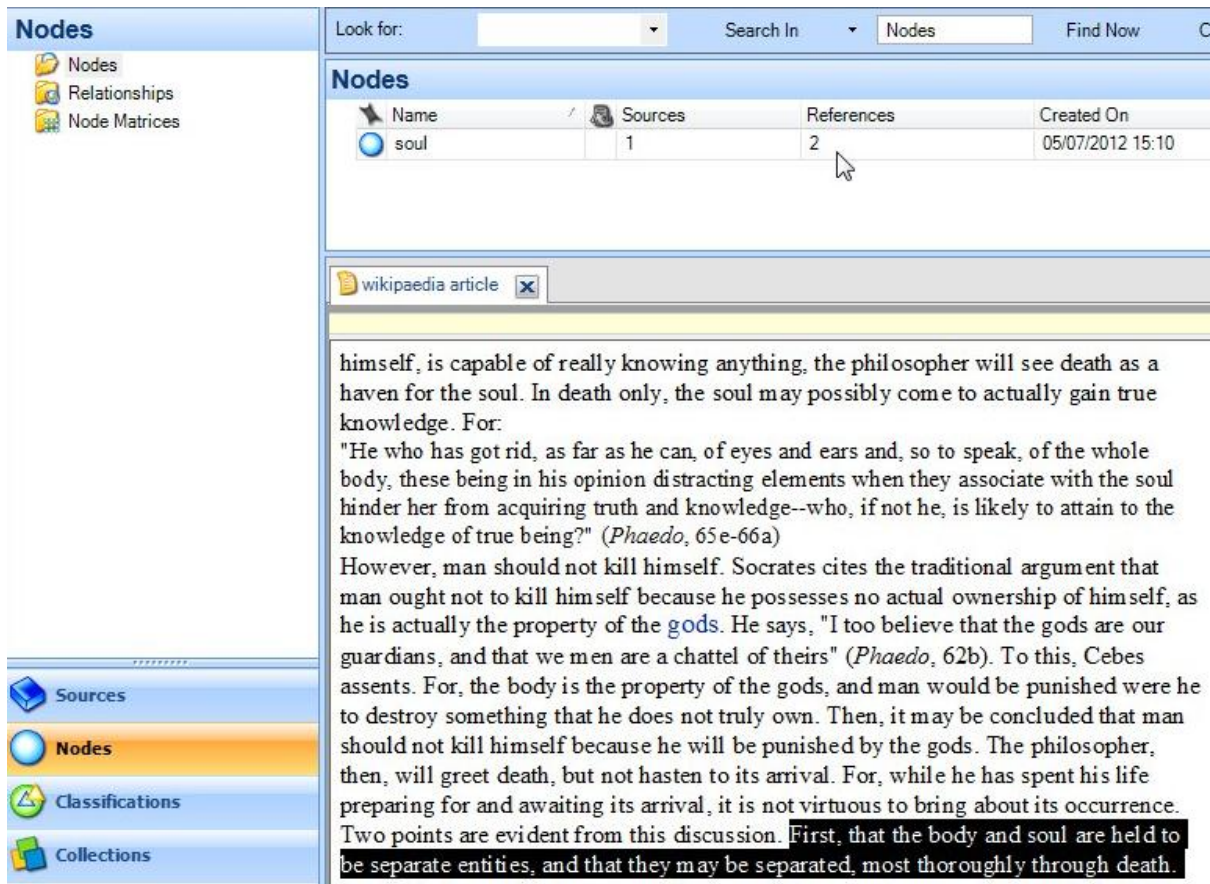 Nodes
Nodes
Relationships
Node Matrices
Sources
Nodes
Classifications
Collections
Look for:
Search In
Nodes
Find Now
Nodes
Name Sources References Created On
soul 1 2 05/07/2012 15:10
wikipaedia article
himself, is capable of really knowing anything, the philosopher will see death as a
haven for the soul. In death only, the soul may possibly come to actually gain true
knowledge. For:
"He who has got rid, as far as he can, of eyes and ears and, so to speak, of the whole
body, these being in his opinion distracting elements when they associate with the soul
hinder her from acquiring truth and knowledge--who, if not he, is likely to attain to the
knowledge of true being?" (Phaedo, 65e-66a)
However, man should not kill himself. Socrates cites the traditional argument that
man ought not to kill himself because he possesses no actual ownership of himself, as
he is actually the property of the gods. He says, "I too believe that the gods are our
guardians, and that we men are a chattel of theirs" (Phaedo, 62b). To this, Cebes
assents. For, the body is the property of the gods, and man would be punished were he
to destroy something that he does not truly own. Then, it may be concluded that man
should not kill himself because he will be punished by the gods. The philosopher,
then, will greet death, but not hasten to its arrival. For, while he has spent his life
preparing for and awaiting its arrival, it is not virtuous to bring about its occurrence.
Two points are evident from this discussion. First, that the body and soul are held to
be separate entities, and that they may be separated, most thoroughly through death.